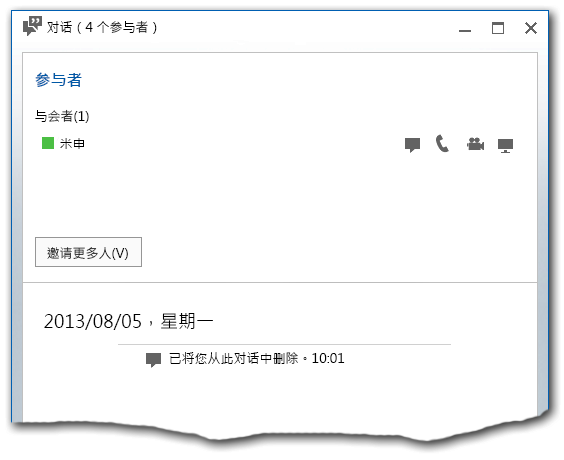 对话（4 个参与者）
参与者
与会者(1)
米申
邀请更多人(V)
2013/08/05，星期一
已将您从此对话中删除。10:01